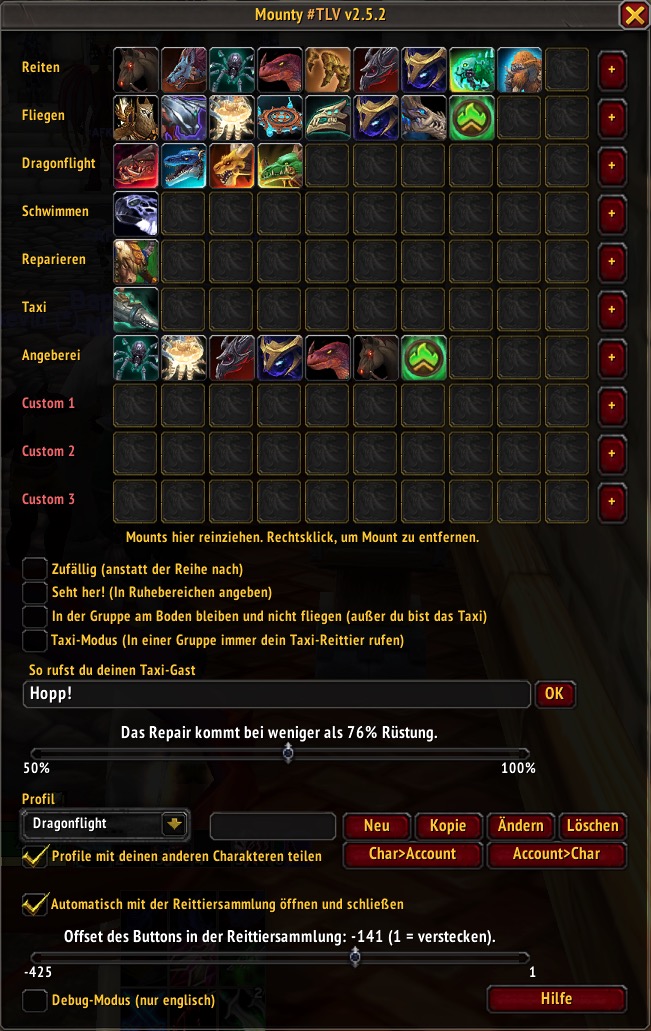 Mounty #TLV v2.5.2
Reiten +
Fliegen +
Dragonflight +
Schwimmen +
Reparieren +
Taxi +
Angeberei +
Custom 1 +
Custom 2 +
Custom 3 +
Mounts hier reinziehen. Rechtsklick, um Mount zu entfernen.
Zufällig (anstatt der Reihe nach)
Seht her! (In Ruhebereichen angeben)
In der Gruppe am Boden bleiben und nicht fliegen (außer du bist das Taxi)
Taxi-Modus (In einer Gruppe immer dein Taxi-Reittier rufen)
So rufst du deinen Taxi-Gast
Hopp! OK
Das Repair kommt bei weniger als 76% Rüstung.
50% 100%
Profil
Dragonflight Neu Kopie Ändern Löschen
Profile mit deinen anderen Charakteren teilen Char>Account Account>Char
Automatisch mit der Reittiersammlung öffnen und schließen
Offset des Buttons in der Reittiersammlung: -141 (1 = verstecken).
-425 1
Debug-Modus (nur englisch) Hilfe